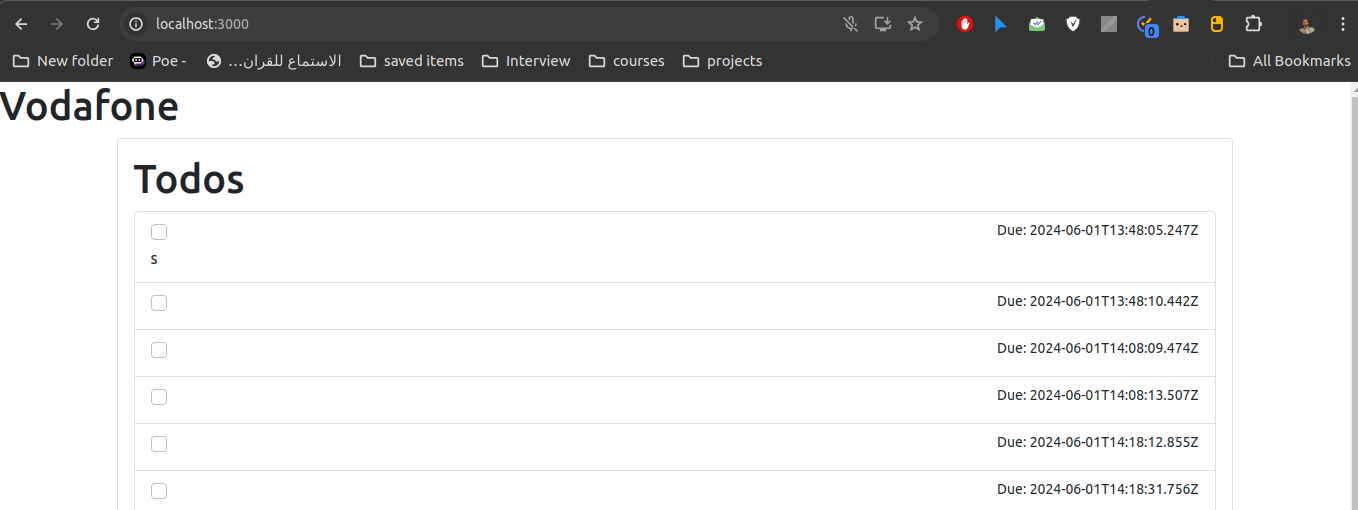 localhost:3000
New folder
Poe -
الاستماع للقران...
saved items
Interview
courses
projects
All Bookmarks
0
Vodafone
Todos
Due: 2024-06-01T13:48:05.247Z
s
Due: 2024-06-01T13:48:10.442Z
Due: 2024-06-01T14:08:09.474Z
Due: 2024-06-01T14:08:13.507Z
Due: 2024-06-01T14:18:12.855Z
Due: 2024-06-01T14:18:31.756Z